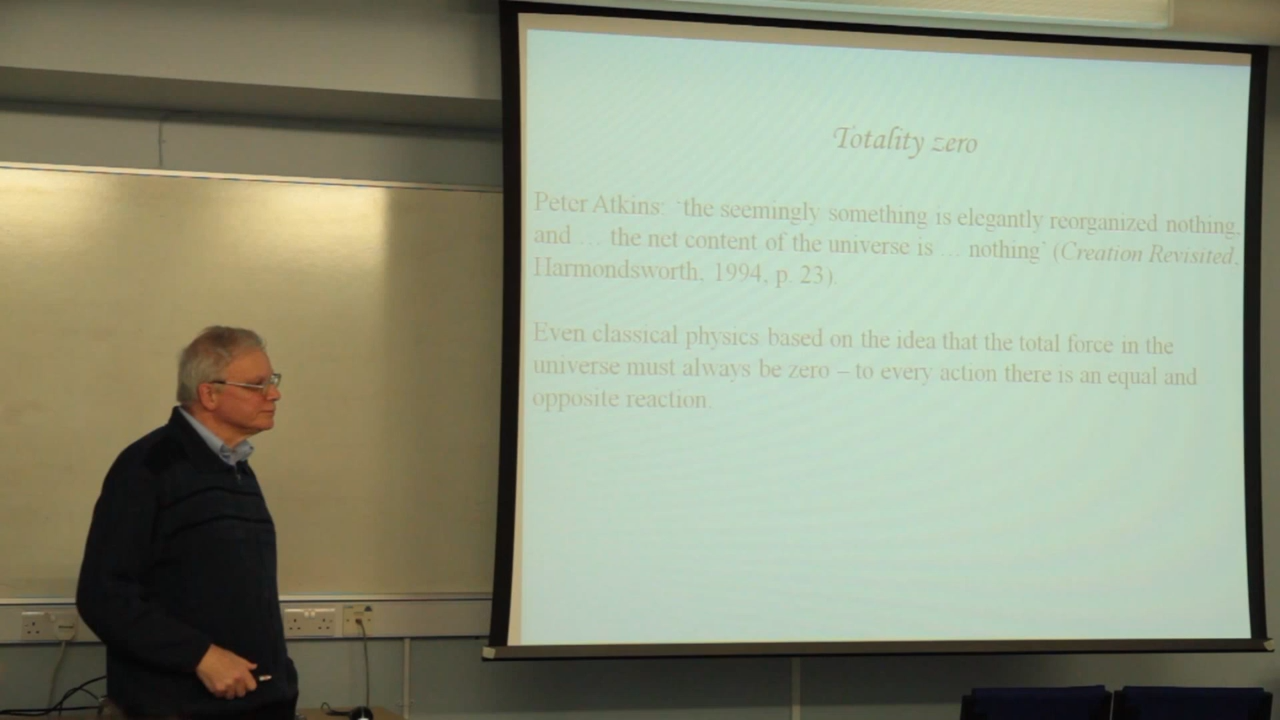 Totality zero
Peter Atkins: `the seemingly something is elegantly reorganized nothing,
and … the net content of the universe is … nothing' (Creation Revisited,
Harmondsworth, 1994, p. 23).
Even classical physics based on the idea that the total force in the
universe must always be zero – to every action there is an equal and
opposite reaction.